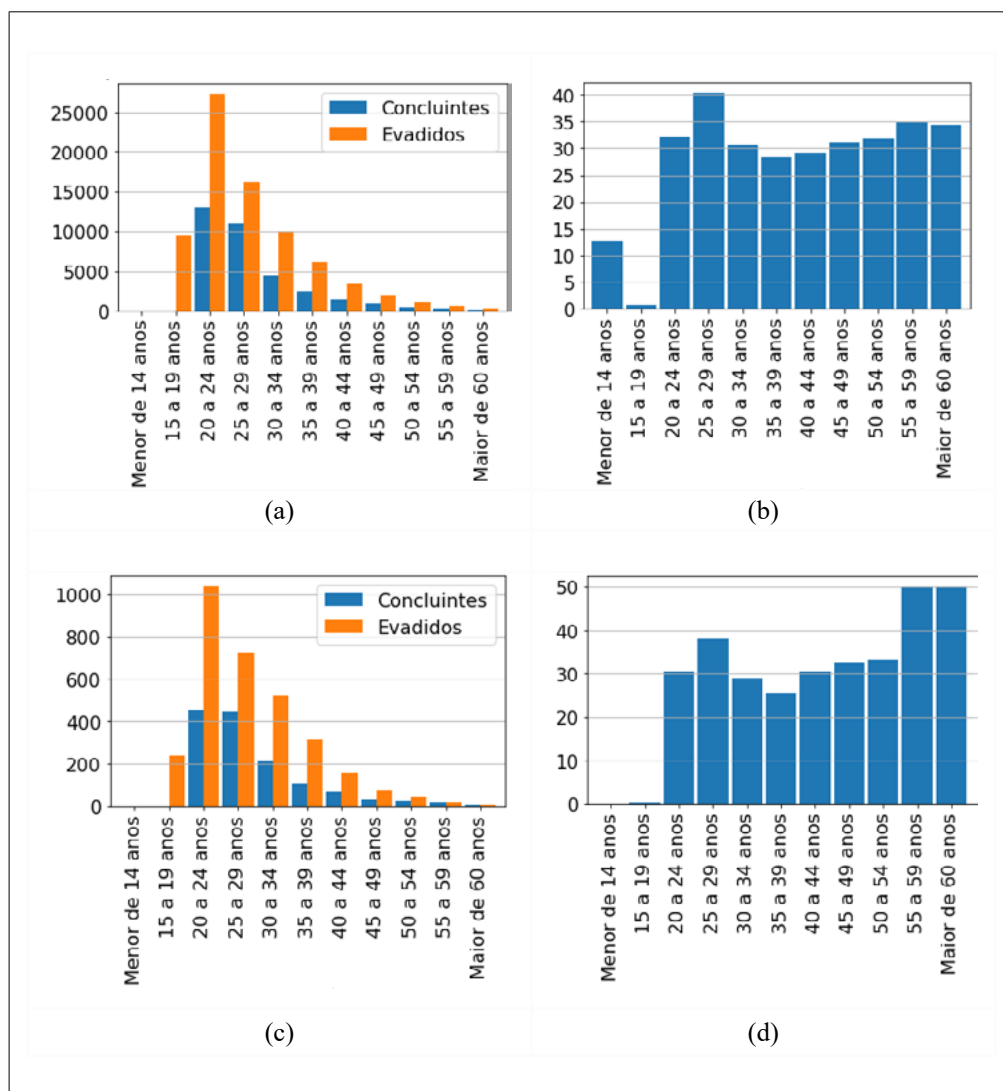 25000
20000
15000
10000
5000
0
Concluintes
Evadidos
Menor de 14 anos
15 a 19 anos
20 a 24 anos
25 a 29 anos
30 a 34 anos
35 a 39 anos
40 a 44 anos
45 a 49 anos
50 a 54 anos
55 a 59 anos
Maior de 60 anos
(a)
40
35
30
25
20
15
10
5
0
Menor de 14 anos
15 a 19 anos
20 a 24 anos
25 a 29 anos
30 a 34 anos
35 a 39 anos
40 a 44 anos
45 a 49 anos
50 a 54 anos
55 a 59 anos
Maior de 60 anos
(b)
1000
800
600
400
200
0
Concluintes
Evadidos
Menor de 14 anos
15 a 19 anos
20 a 24 anos
25 a 29 anos
30 a 34 anos
35 a 39 anos
40 a 44 anos
45 a 49 anos
50 a 54 anos
55 a 59 anos
Maior de 60 anos
(c)
50
40
30
20
10
0
Menor de 14 anos
15 a 19 anos
20 a 24 anos
25 a 29 anos
30 a 34 anos
35 a 39 anos
40 a 44 anos
45 a 49 anos
50 a 54 anos
55 a 59 anos
Maior de 60 anos
(d)